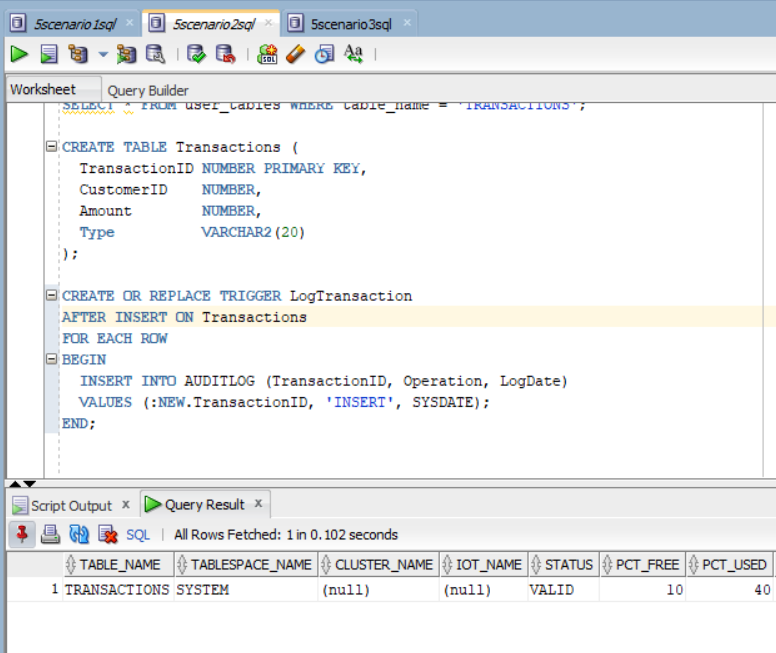 5scenario1sql 5scenario2sql 5scenario3sql
Worksheet Query Builder
SELECT * FROM user_tables WHERE table_name = 'TRANSACTIONS';
CREATE TABLE Transactions (
TransactionID NUMBER PRIMARY KEY,
CustomerID NUMBER,
Amount NUMBER,
Type VARCHAR2(20)
);
CREATE OR REPLACE TRIGGER LogTransaction
AFTER INSERT ON Transactions
FOR EACH ROW
BEGIN
INSERT INTO AUDITLOG (TransactionID, Operation, LogDate)
VALUES (:NEW.TransactionID, 'INSERT', SYSDATE);
END;
Script Output x Query Result x
SQL | All Rows Fetched: 1 in 0.102 seconds
TABLE_NAME TABLESPACE_NAME CLUSTER_NAME IOT_NAME STATUS PCT_FREE PCT_USED
1 TRANSACTIONS SYSTEM (null) (null) VALID 10 40